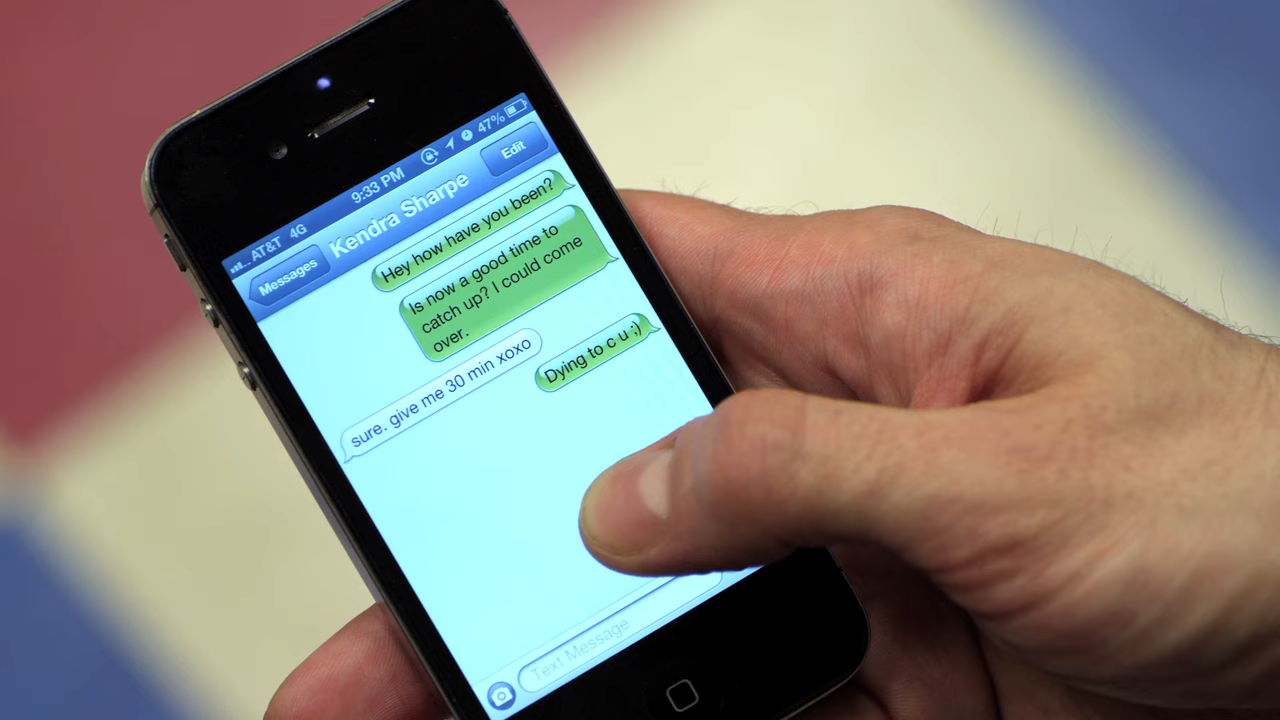 AT&T 4G 9:33 PM 47%
Messages Kendra Sharpe Edit
Hey how have you been?
Is now a good time to
catch up? I could come
over.
sure. give me 30 min xoxo
Dying to c u ;)
Text Message